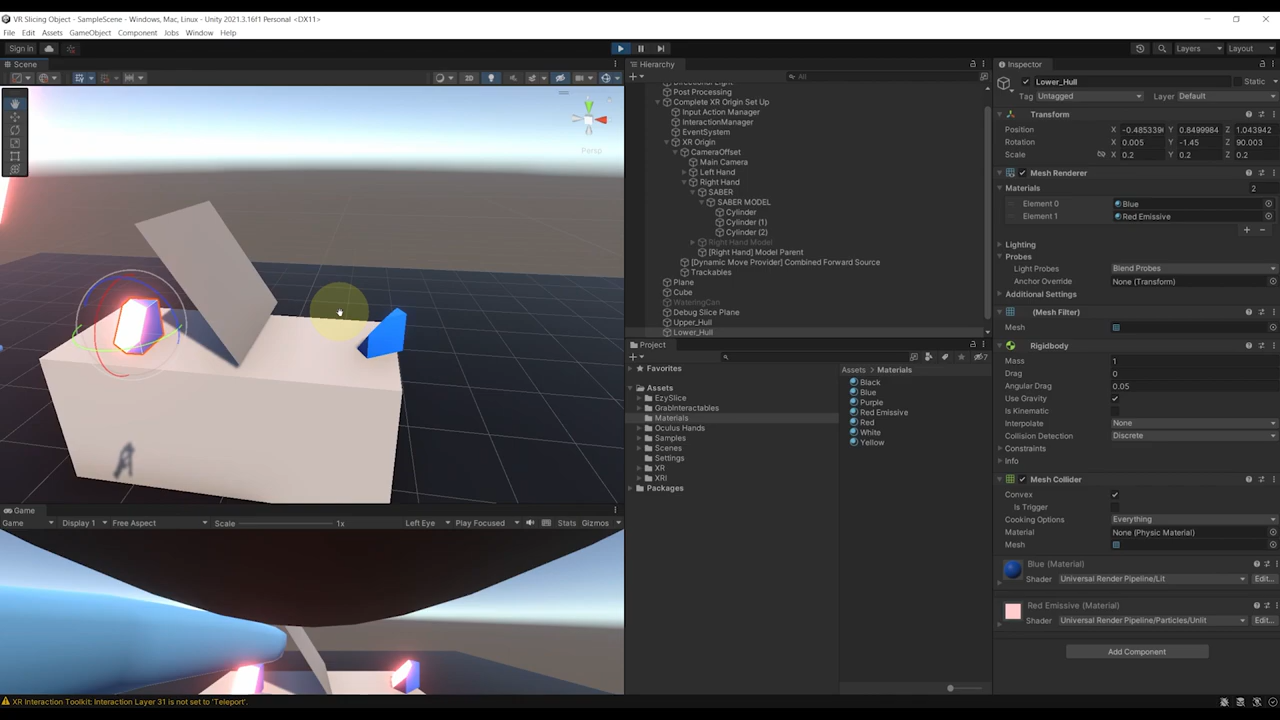 VR Slicing Object - SampleScene - Windows, Mac, Linux - Unity 2021.3.16f1 Personal <DX11>
File Edit Assets GameObject Component Jobs Window Help
Sign in
Layers Layout
Scene
2D
Persp
Game
Game Display 1 Free Aspect Scale 1x Left Eye Play Focused Stats Gizmos
Hierarchy
All
Directional Light
Post Processing
Complete XR Origin Set Up
Input Action Manager
InteractionManager
EventSystem
XR Origin
CameraOffset
Main Camera
Left Hand
Right Hand
SABER
SABER MODEL
Cylinder
Cylinder (1)
Cylinder (2)
Right Hand Model
[Right Hand] Model Parent
[Dynamic Move Provider] Combined Forward Source
Trackables
Plane
Cube
WateringCan
Debug Slice Plane
Upper_Hull
Lower_Hull
Project
7
Favorites
Assets
EzySlice
GrabInteractables
Materials
Oculus Hands
Samples
Scenes
Settings
XR
XRI
Packages
Assets > Materials
Black
Blue
Purple
Red Emissive
Red
White
Yellow
Inspector
Lower_Hull Static
Tag Untagged Layer Default
Transform
Position X -0.485339 Y 0.8499984 Z 1.043942
Rotation X 0.005 Y -1.45 Z 90.003
Scale X 0.2 Y 0.2 Z 0.2
Mesh Renderer
Materials 2
Element 0 Blue
Element 1 Red Emissive
Lighting
Probes
Light Probes Blend Probes
Anchor Override None (Transform)
Additional Settings
(Mesh Filter)
Mesh
Rigidbody
Mass 1
Drag 0
Angular Drag 0.05
Use Gravity
Is Kinematic
Interpolate None
Collision Detection Discrete
Constraints
Info
Mesh Collider
Convex
Is Trigger
Cooking Options Everything
Material None (Physic Material)
Mesh
Blue (Material)
Shader Universal Render Pipeline/Lit Edit...
Red Emissive (Material)
Shader Universal Render Pipeline/Particles/Unlit Edit...
Add Component
XR Interaction Toolkit: Interaction Layer 31 is not set to 'Teleport'.